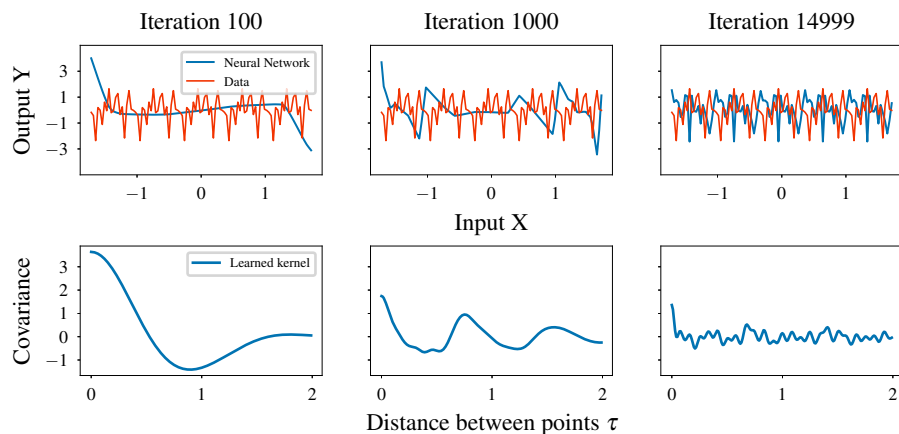 Iteration 100
Iteration 1000
Iteration 14999
Output Y
3
1
−1
−3
Neural Network
Data
−1 0 1
−1 0 1
−1 0 1
Input X
Covariance
3
2
1
0
−1
Learned kernel
0 1 2
0 1 2
0 1 2
Distance between points τ